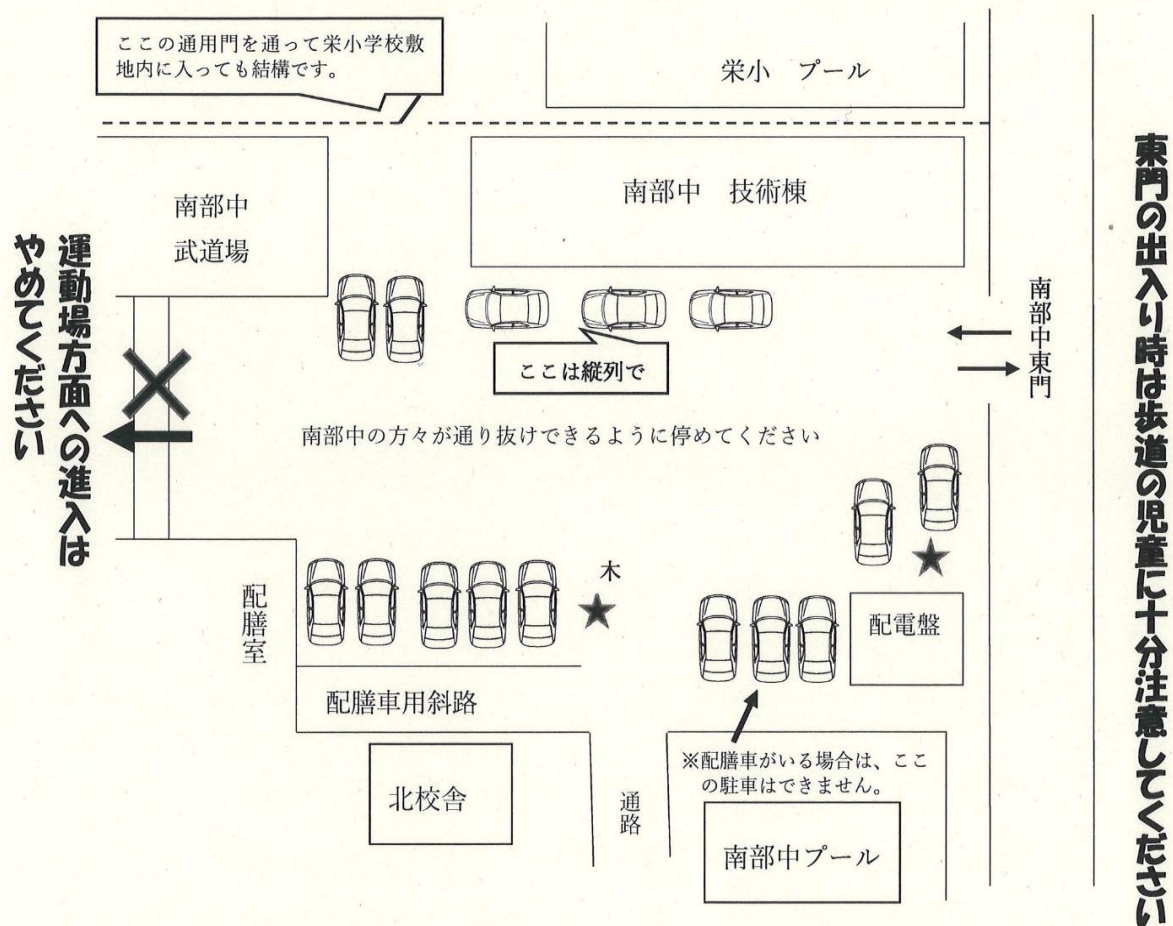 ここの通用門を通って栄小学校敷
地内に入っても結構です。
栄小　プール
南部中
武道場
南部中　技術棟
東門の出入り時は歩道の児童に十分注意してください
運動場方面への進入は
やめてください
南部中東門
ここは縦列で
南部中の方々が通り抜けできるように停めてください
木
配膳室
配電盤
配膳車用斜路
※配膳車がいる場合は、ここ
の駐車はできません。
北校舎
通路
南部中プール